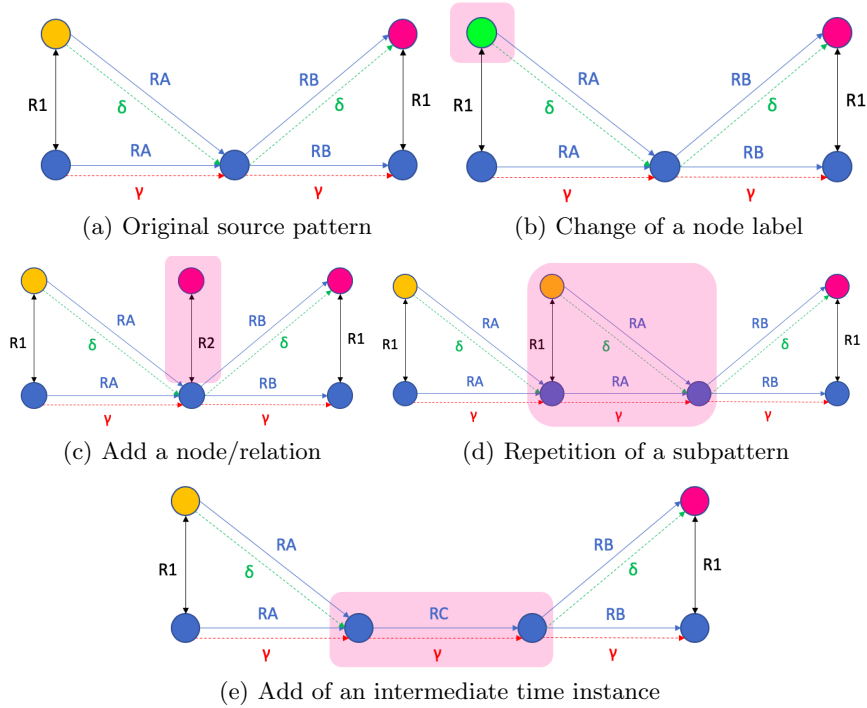 RA RB
R1 δ δ R1
RA RB
γ γ
(a) Original source pattern
RA RB
R1 δ δ R1
RA RB
γ γ
(b) Change of a node label
RA RB
R1 δ R2 δ R1
RA RB
γ γ
(c) Add a node/relation
RA RA RB
R1 δ R1 δ δ R1
RA RA RB
γ γ γ
(d) Repetition of a subpattern
RA RB
R1 δ δ R1
RA RC RB
γ γ γ
(e) Add of an intermediate time instance